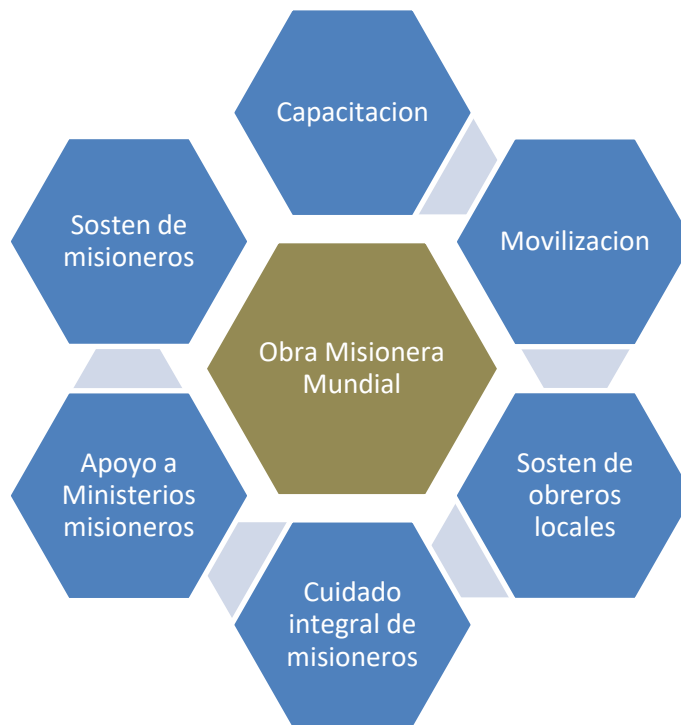 Capacitacion
Movilizacion
Sosten de
obreros
locales
Cuidado
integral de
misioneros
Apoyo a
Ministerios
misioneros
Sosten de
misioneros
Obra Misionera
Mundial